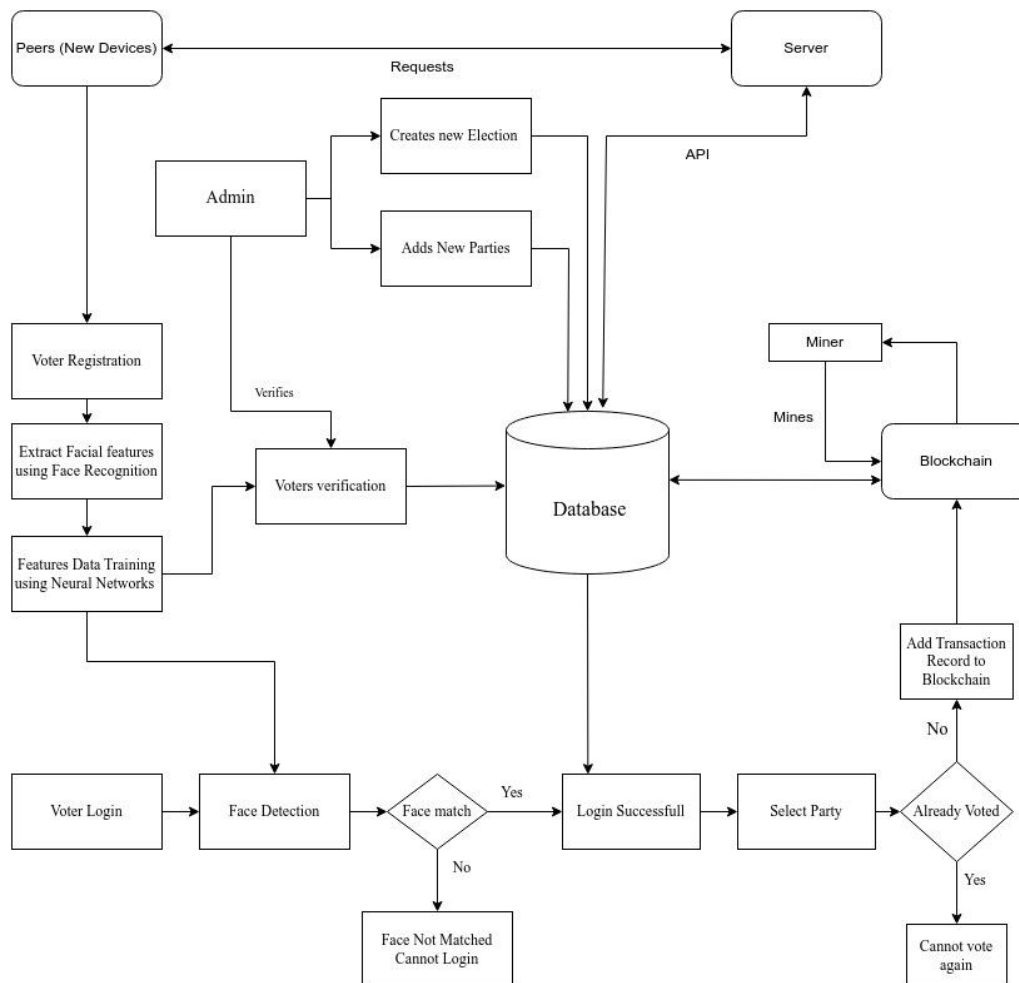 Peers (New Devices)
Server
Requests
Creates new Election
API
Admin
Adds New Parties
Voter Registration
Miner
Verifies
Mines
Extract Facial features
using Face Recognition
Voters verification
Database
Blockchain
Features Data Training
using Neural Networks
Add Transaction
Record to
Blockchain
No
Voter Login
Face Detection
Face match
Yes
Login Successfull
Select Party
Already Voted
No
Yes
Face Not Matched
Cannot Login
Cannot vote
again